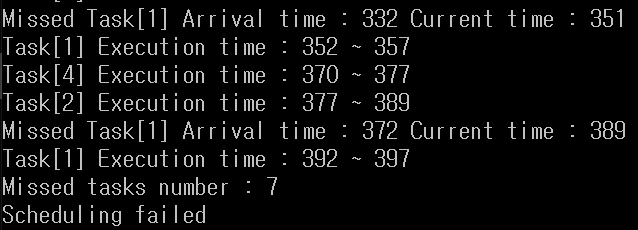 Missed Task[1] Arrival time : 332 Current time : 351
Task[1] Execution time : 352 ~ 357
Task[4] Execution time : 370 ~ 377
Task[2] Execution time : 377 ~ 389
Missed Task[1] Arrival time : 372 Current time : 389
Task[1] Execution time : 392 ~ 397
Missed tasks number : 7
Scheduling failed